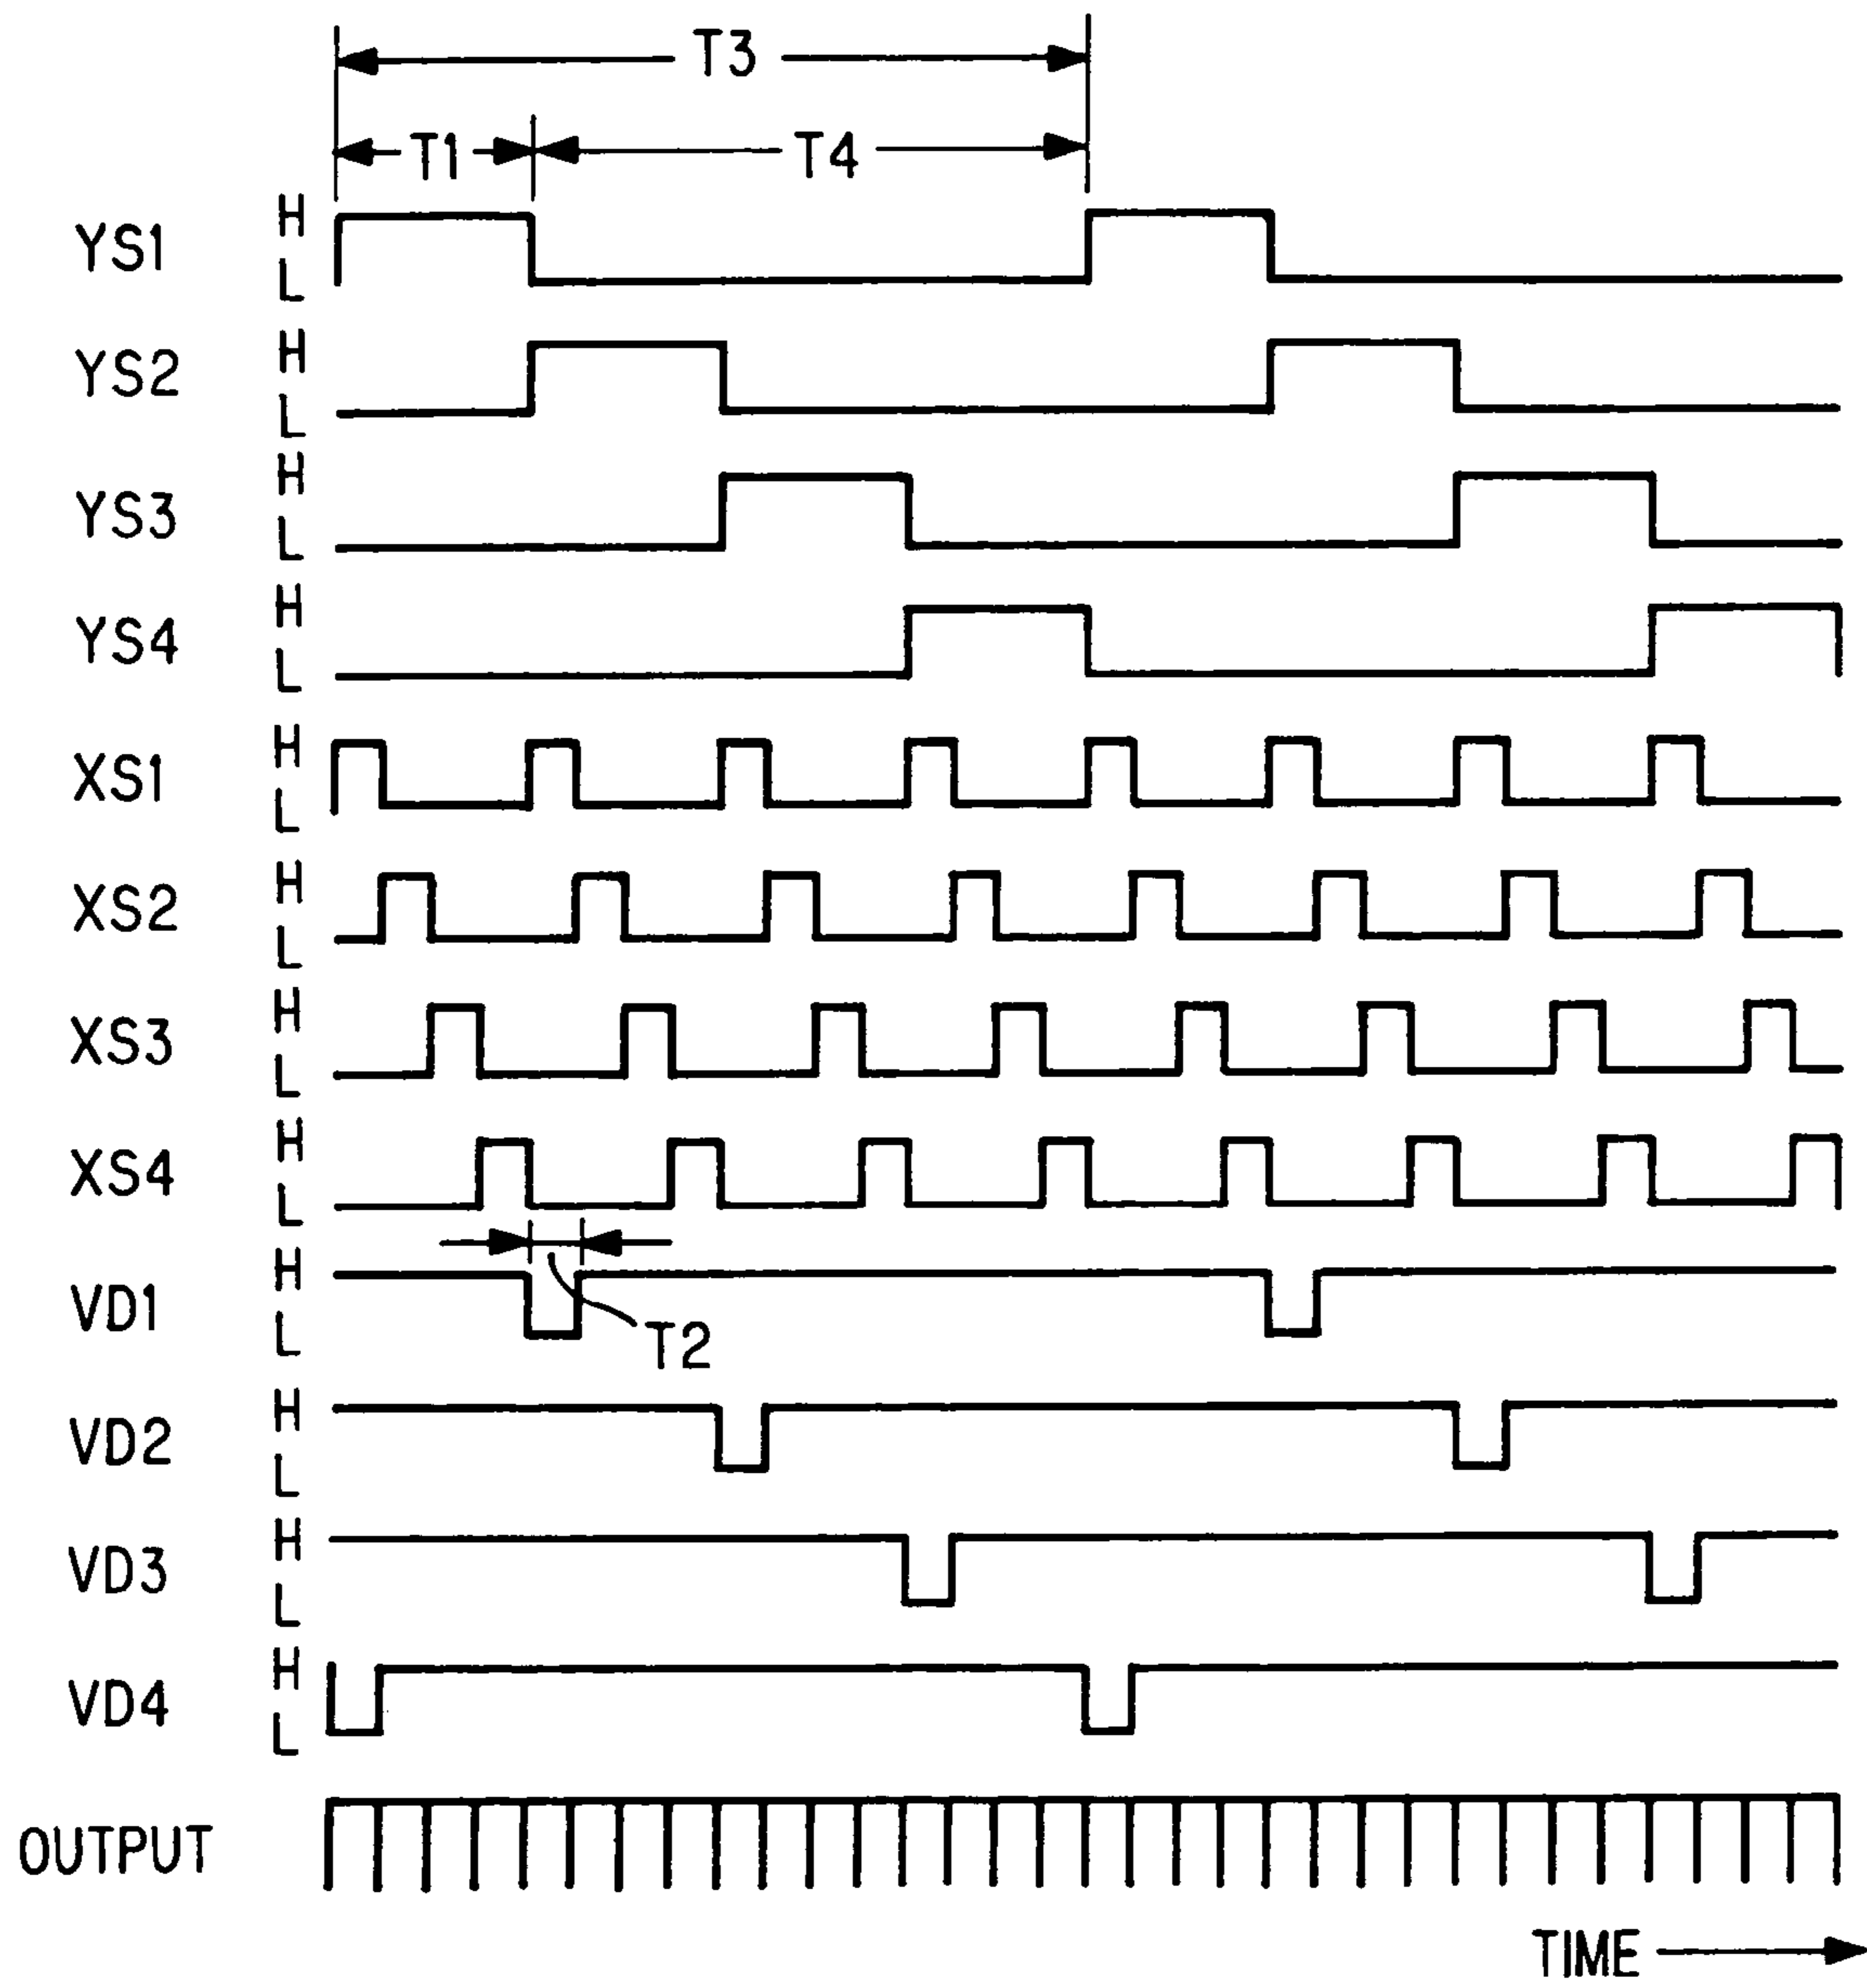 T3
T1 T4
YS1 H L
YS2 H L
YS3 H L
YS4 H L
XS1 H L
XS2 H L
XS3 H L
XS4 H L
VD1 H L
T2
VD2 H L
VD3 H L
VD4 H L
OUTPUT
TIME